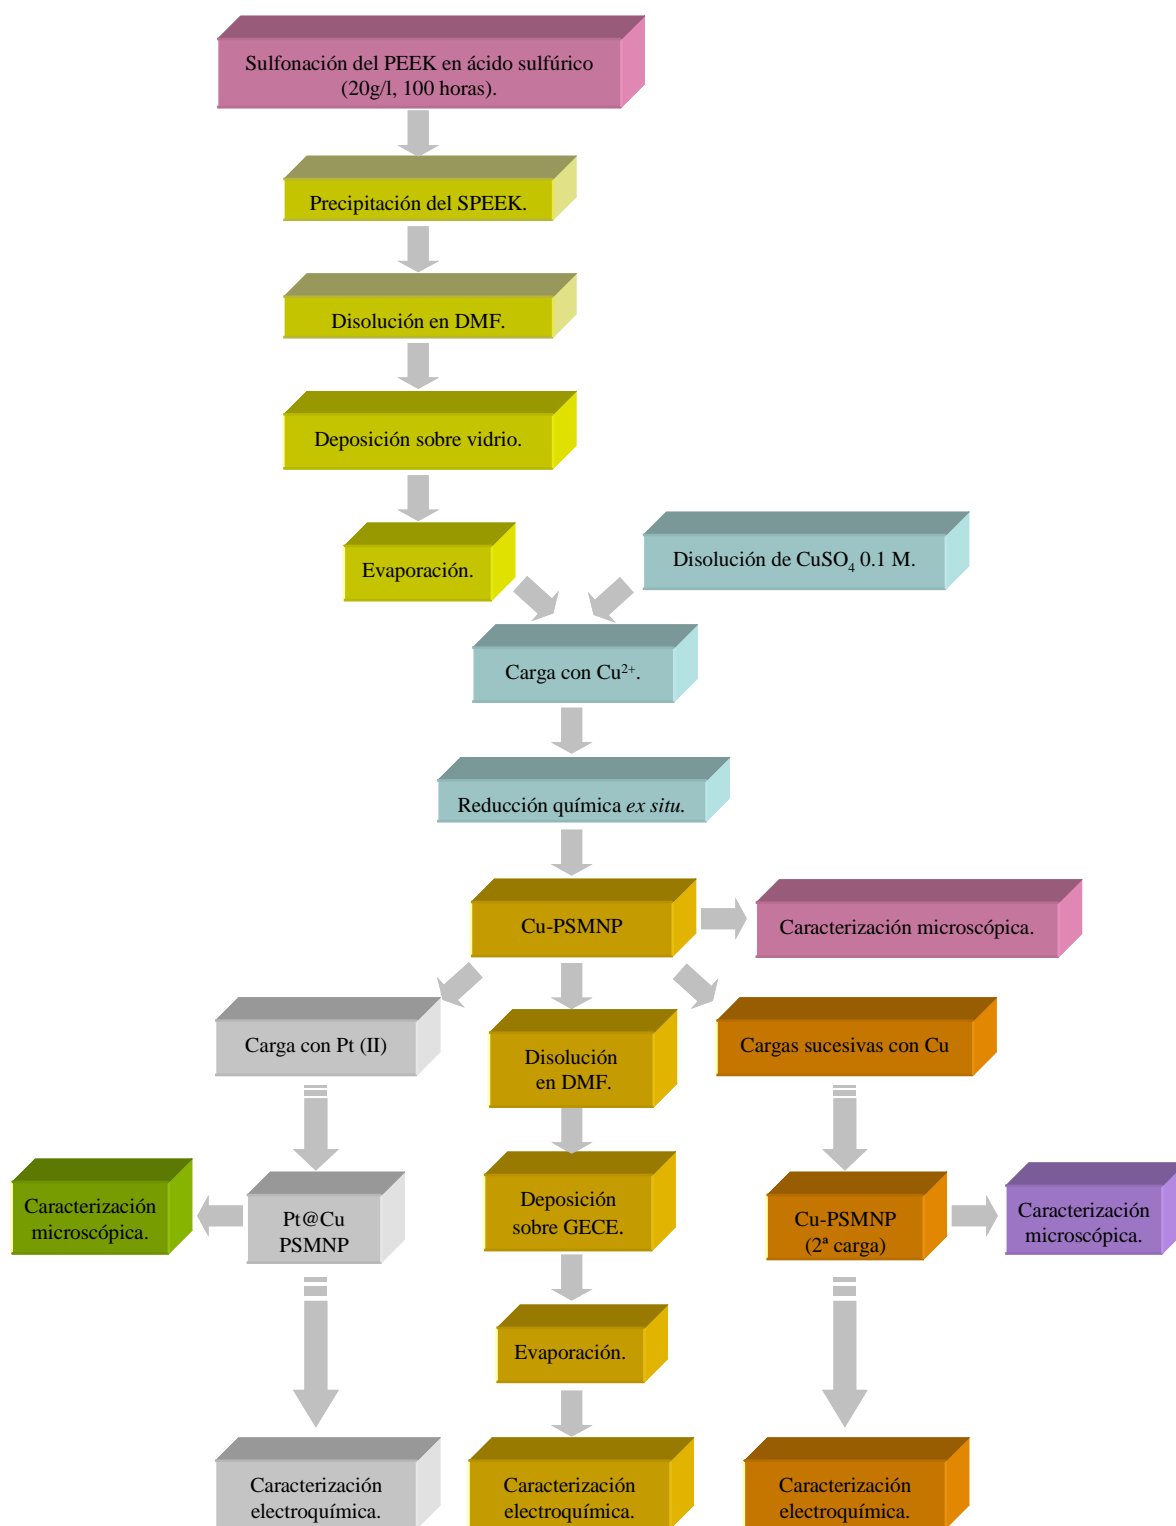 Sulfonación del PEEK en ácido sulfúrico
(20g/l, 100 horas).
Precipitación del SPEEK.
Disolución en DMF.
Deposición sobre vidrio.
Evaporación.
Disolución de CuSO₄ 0.1 M.
Carga con Cu²⁺.
Reducción química ex situ.
Cu-PSMNP
Caracterización microscópica.
Carga con Pt (II)
Disolución
en DMF.
Cargas sucesivas con Cu
Caracterización
microscópica.
Pt@Cu
PSMNP
Deposición
sobre GECE.
Cu-PSMNP
(2ª carga)
Caracterización
microscópica.
Evaporación.
Caracterización
electroquímica.
Caracterización
electroquímica.
Caracterización
electroquímica.